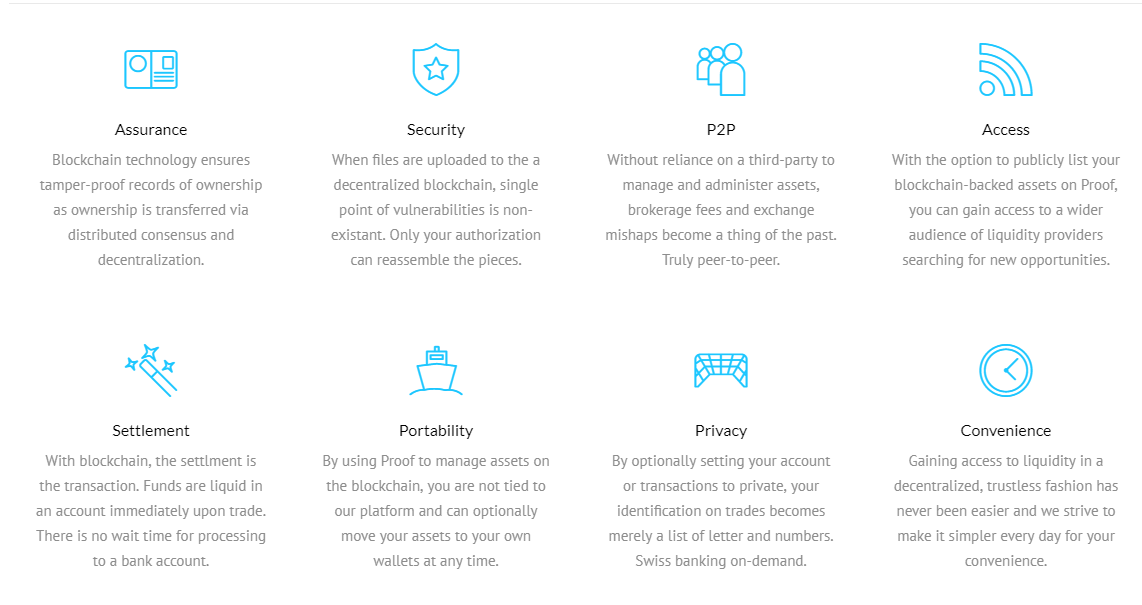 Assurance
Blockchain technology ensures
tamper-proof records of ownership
as ownership is transferred via
distributed consensus and
decentralization.
Security
When files are uploaded to the a
decentralized blockchain, single
point of vulnerabilities is non-
existant. Only your authorization
can reassemble the pieces.
P2P
Without reliance on a third-party to
manage and administer assets,
brokerage fees and exchange
mishaps become a thing of the past.
Truly peer-to-peer.
Access
With the option to publicly list your
blockchain-backed assets on Proof,
you can gain access to a wider
audience of liquidity providers
searching for new opportunities.
Settlement
With blockchain, the settlment is
the transaction. Funds are liquid in
an account immediately upon trade.
There is no wait time for processing
to a bank account.
Portability
By using Proof to manage assets on
the blockchain, you are not tied to
our platform and can optionally
move your assets to your own
wallets at any time.
Privacy
By optionally setting your account
or transactions to private, your
identification on trades becomes
merely a list of letter and numbers.
Swiss banking on-demand.
Convenience
Gaining access to liquidity in a
decentralized, trustless fashion has
never been easier and we strive to
make it simpler every day for your
convenience.